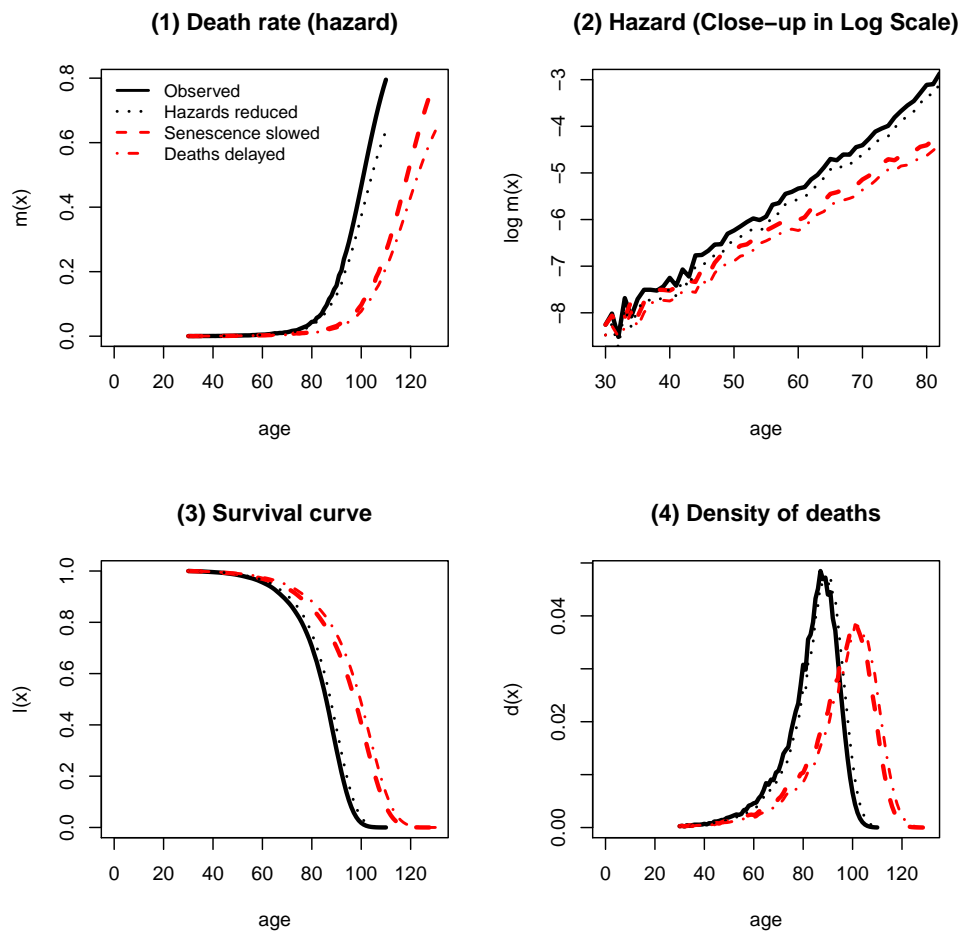 (1) Death rate (hazard)
m(x)
0.0 0.2 0.4 0.6 0.8
Observed
Hazards reduced
Senescence slowed
Deaths delayed
0 20 40 60 80 100 120
age
(2) Hazard (Close−up in Log Scale)
log m(x)
−8 −7 −6 −5 −4 −3
30 40 50 60 70 80
age
(3) Survival curve
l(x)
0.0 0.2 0.4 0.6 0.8 1.0
0 20 40 60 80 100 120
age
(4) Density of deaths
d(x)
0.00 0.02 0.04
0 20 40 60 80 100 120
age